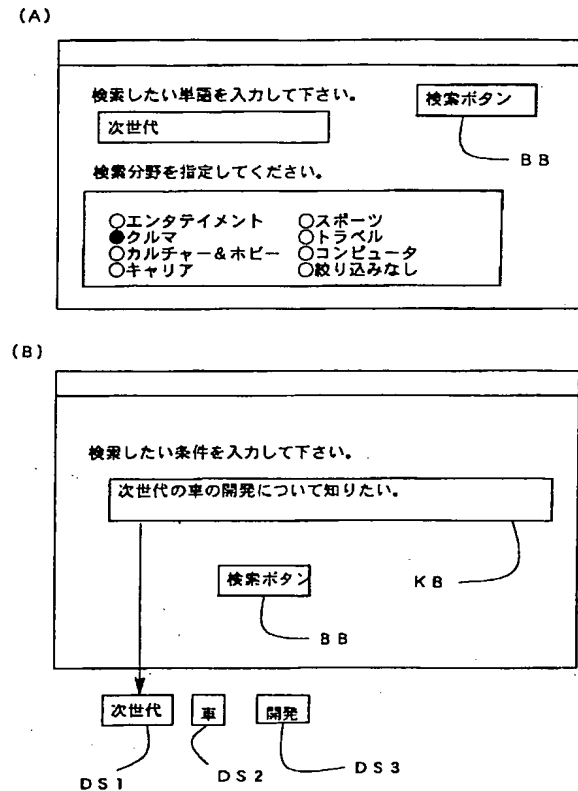 (A)
検索したい単語を入力して下さい。
検索ボタン
次世代
BB
検索分野を指定してください。
○エンタテイメント ○スポーツ
●クルマ ○トラベル
○カルチャー&ホビー ○コンピュータ
○キャリア ○絞り込みなし
(B)
検索したい条件を入力して下さい。
次世代の車の開発について知りたい。
検索ボタン
KB
BB
次世代 車 開発
DS1 DS2 DS3